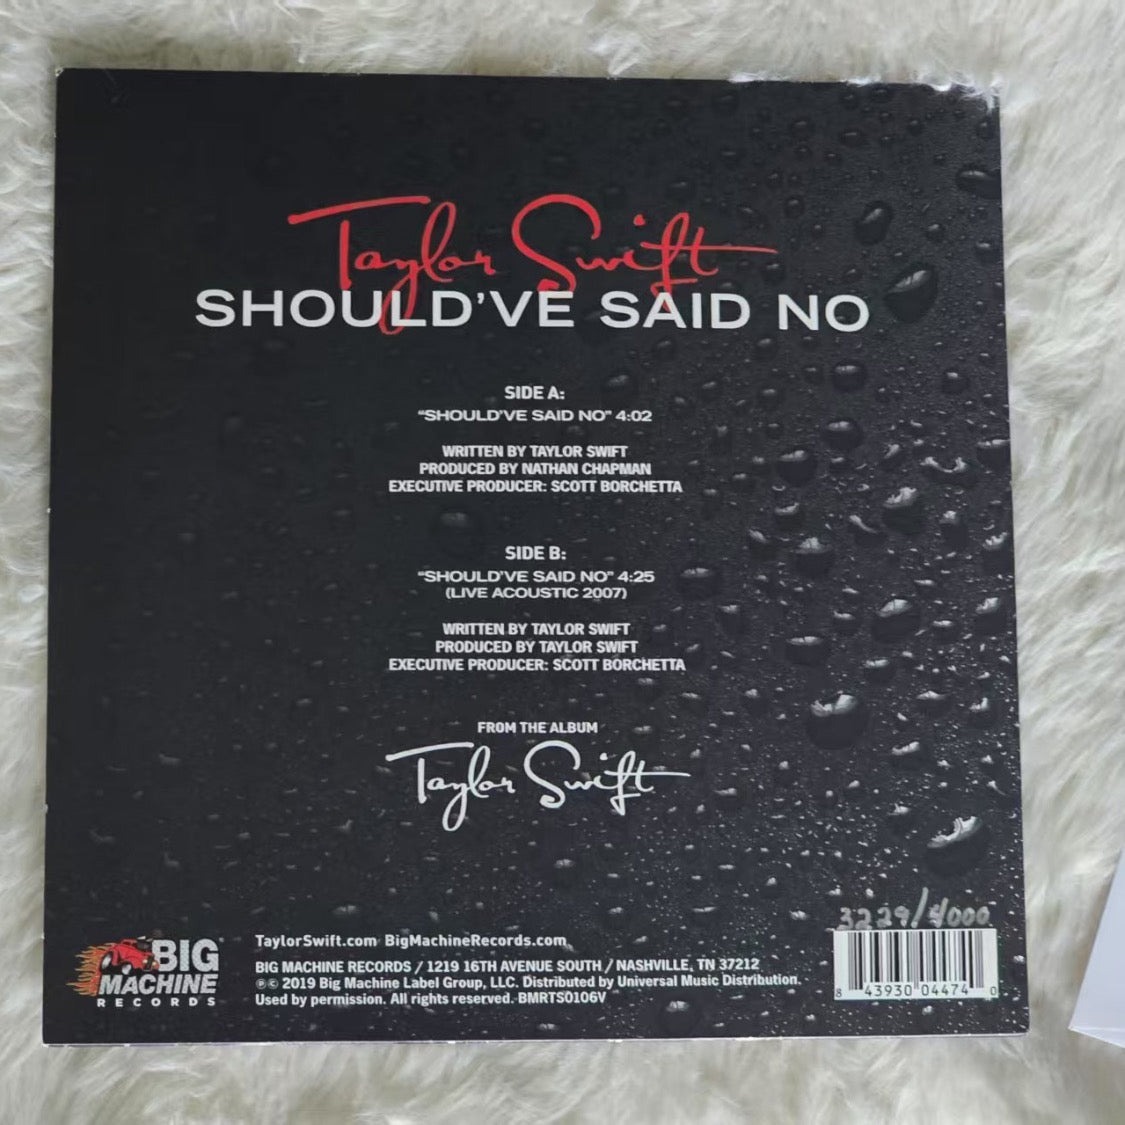 Taylor Swift
SHOULD'VE SAID NO
SIDE A:
"SHOULD'VE SAID NO" 4:02
WRITTEN BY TAYLOR SWIFT
PRODUCED BY NATHAN CHAPMAN
EXECUTIVE PRODUCER: SCOTT BORCHETTA
SIDE B:
"SHOULD'VE SAID NO" 4:25
(LIVE ACOUSTIC 2007)
WRITTEN BY TAYLOR SWIFT
PRODUCED BY TAYLOR SWIFT
EXECUTIVE PRODUCER: SCOTT BORCHETTA
FROM THE ALBUM
Taylor Swift
3229/4000
BIG
MACHINE
RECORDS
TaylorSwift.com BigMachineRecords.com
BIG MACHINE RECORDS / 1219 16TH AVENUE SOUTH / NASHVILLE, TN 37212
℗© 2019 Big Machine Label Group, LLC. Distributed by Universal Music Distribution.
Used by permission. All rights reserved. BMRTS0106V
8 43930 04474 0